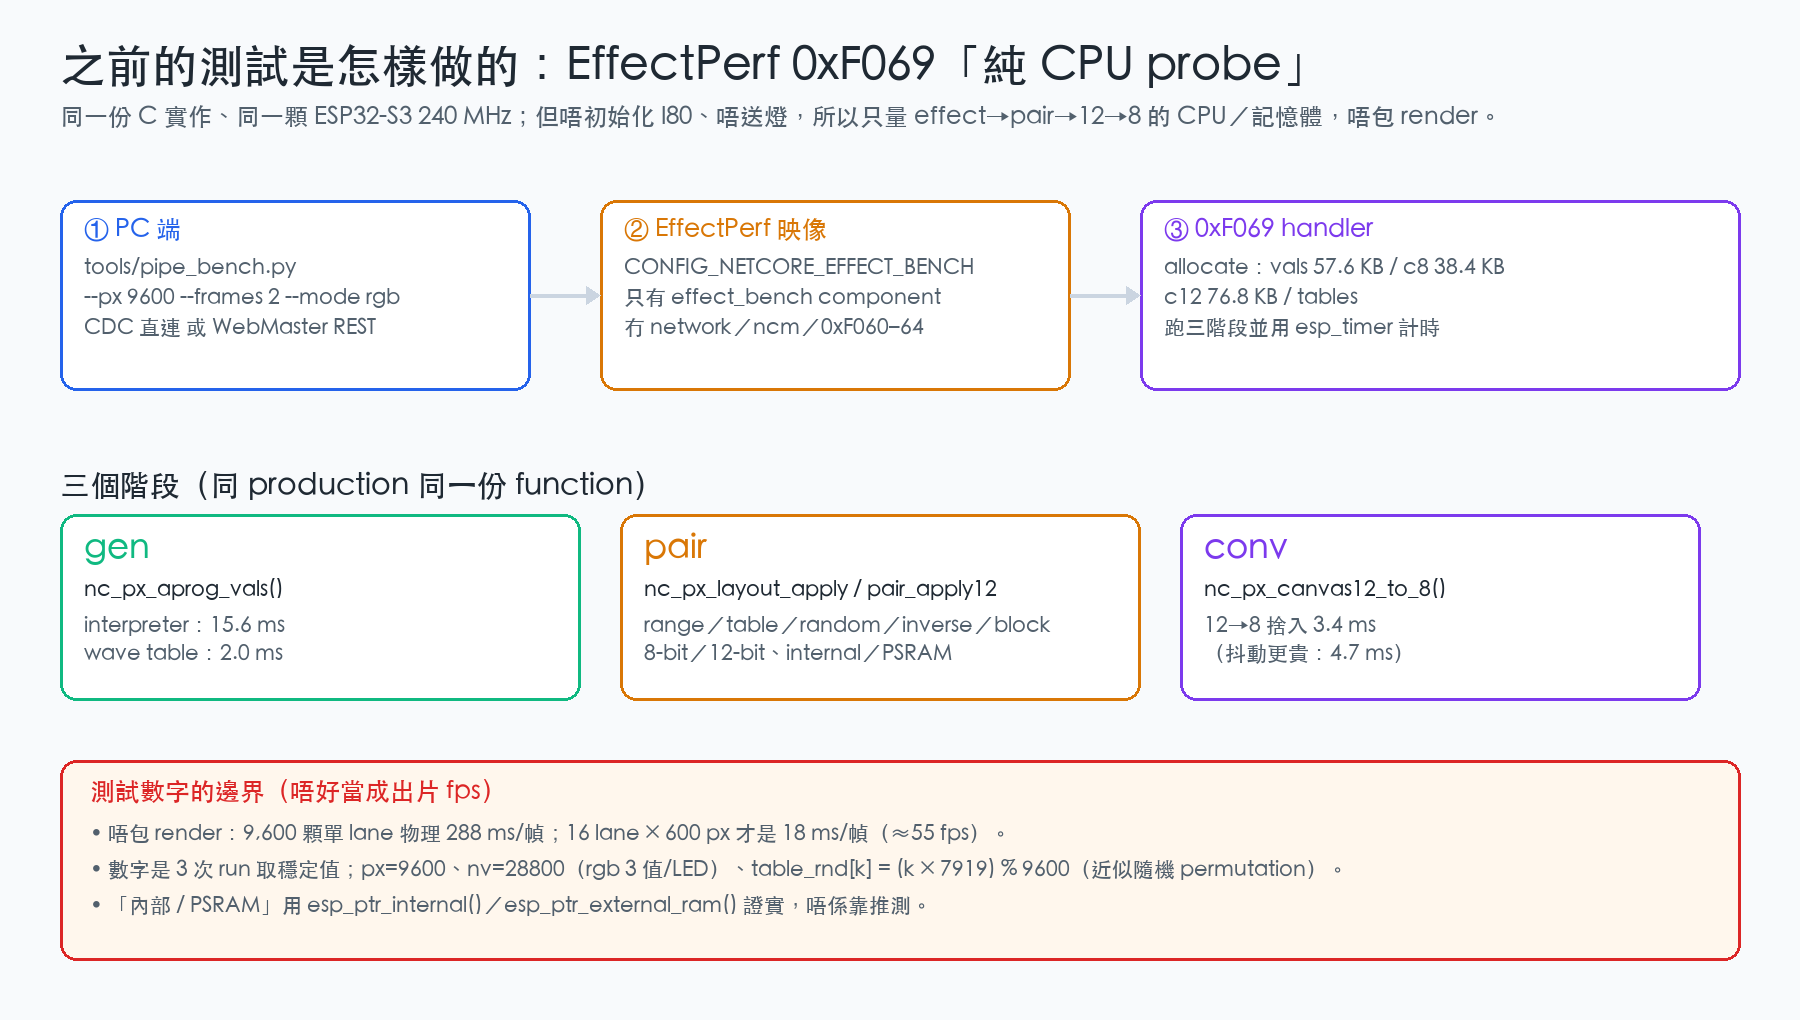 之前的測試是怎樣做的：EffectPerf 0xF069「純 CPU probe」
同一份 C 實作、同一顆 ESP32-S3 240 MHz；但唔初始化 I80、唔送燈，所以只量 effect→pair→12→8 的 CPU／記憶體，唔包 render。
① PC 端
tools/pipe_bench.py
--px 9600 --frames 2 --mode rgb
CDC 直連 或 WebMaster REST
② EffectPerf 映像
CONFIG_NETCORE_EFFECT_BENCH
只有 effect_bench component
冇 network／ncm／0xF060–64
③ 0xF069 handler
allocate：vals 57.6 KB / c8 38.4 KB
c12 76.8 KB / tables
跑三階段並用 esp_timer 計時
三個階段（同 production 同一份 function）
gen
nc_px_aprog_vals()
interpreter：15.6 ms
wave table：2.0 ms
pair
nc_px_layout_apply / pair_apply12
range／table／random／inverse／block
8-bit／12-bit、internal／PSRAM
conv
nc_px_canvas12_to_8()
12→8 捨入 3.4 ms
（抖動更貴：4.7 ms）
測試數字的邊界（唔好當成出片 fps）
• 唔包 render：9,600 顆單 lane 物理 288 ms/幀；16 lane × 600 px 才是 18 ms/幀（≈55 fps）。
• 數字是 3 次 run 取穩定值；px=9600、nv=28800（rgb 3 值/LED）、table_rnd[k] = (k × 7919) % 9600（近似隨機 permutation）。
• 「內部 / PSRAM」用 esp_ptr_internal()／esp_ptr_external_ram() 證實，唔係靠推測。